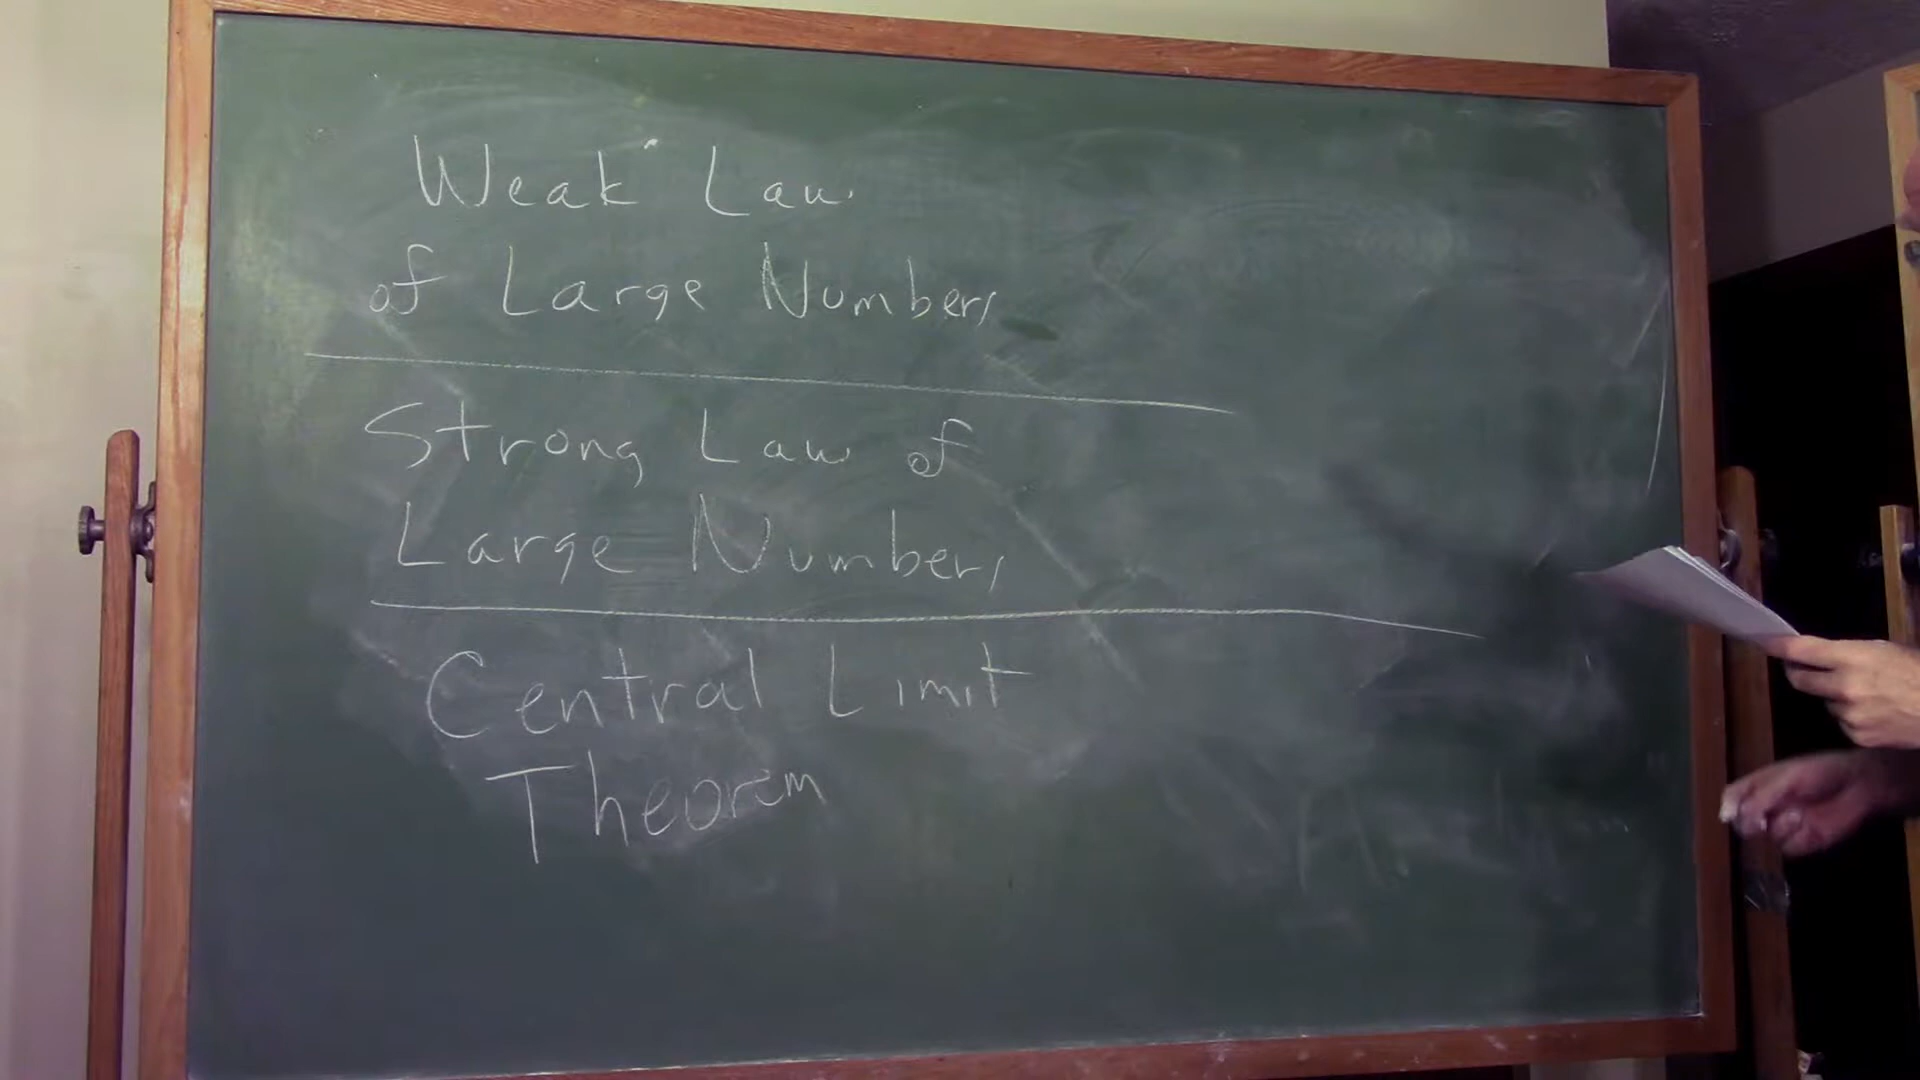 Weak Law
of Large Numbers
Strong Law of
Large Numbers
Central Limit
Theorem